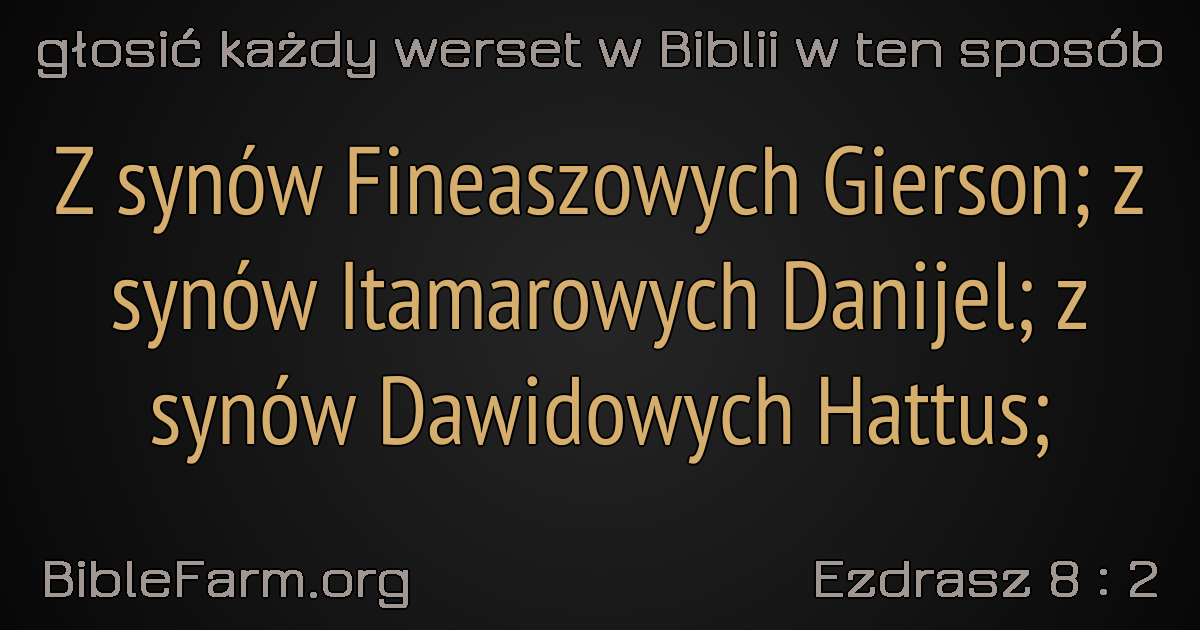 głosić każdy werset w Biblii w ten sposób
Z synów Fineaszowych Gierson; z
synów Itamarowych Danijel; z
synów Dawidowych Hattus;
BibleFarm.org
Ezdrasz 8 : 2